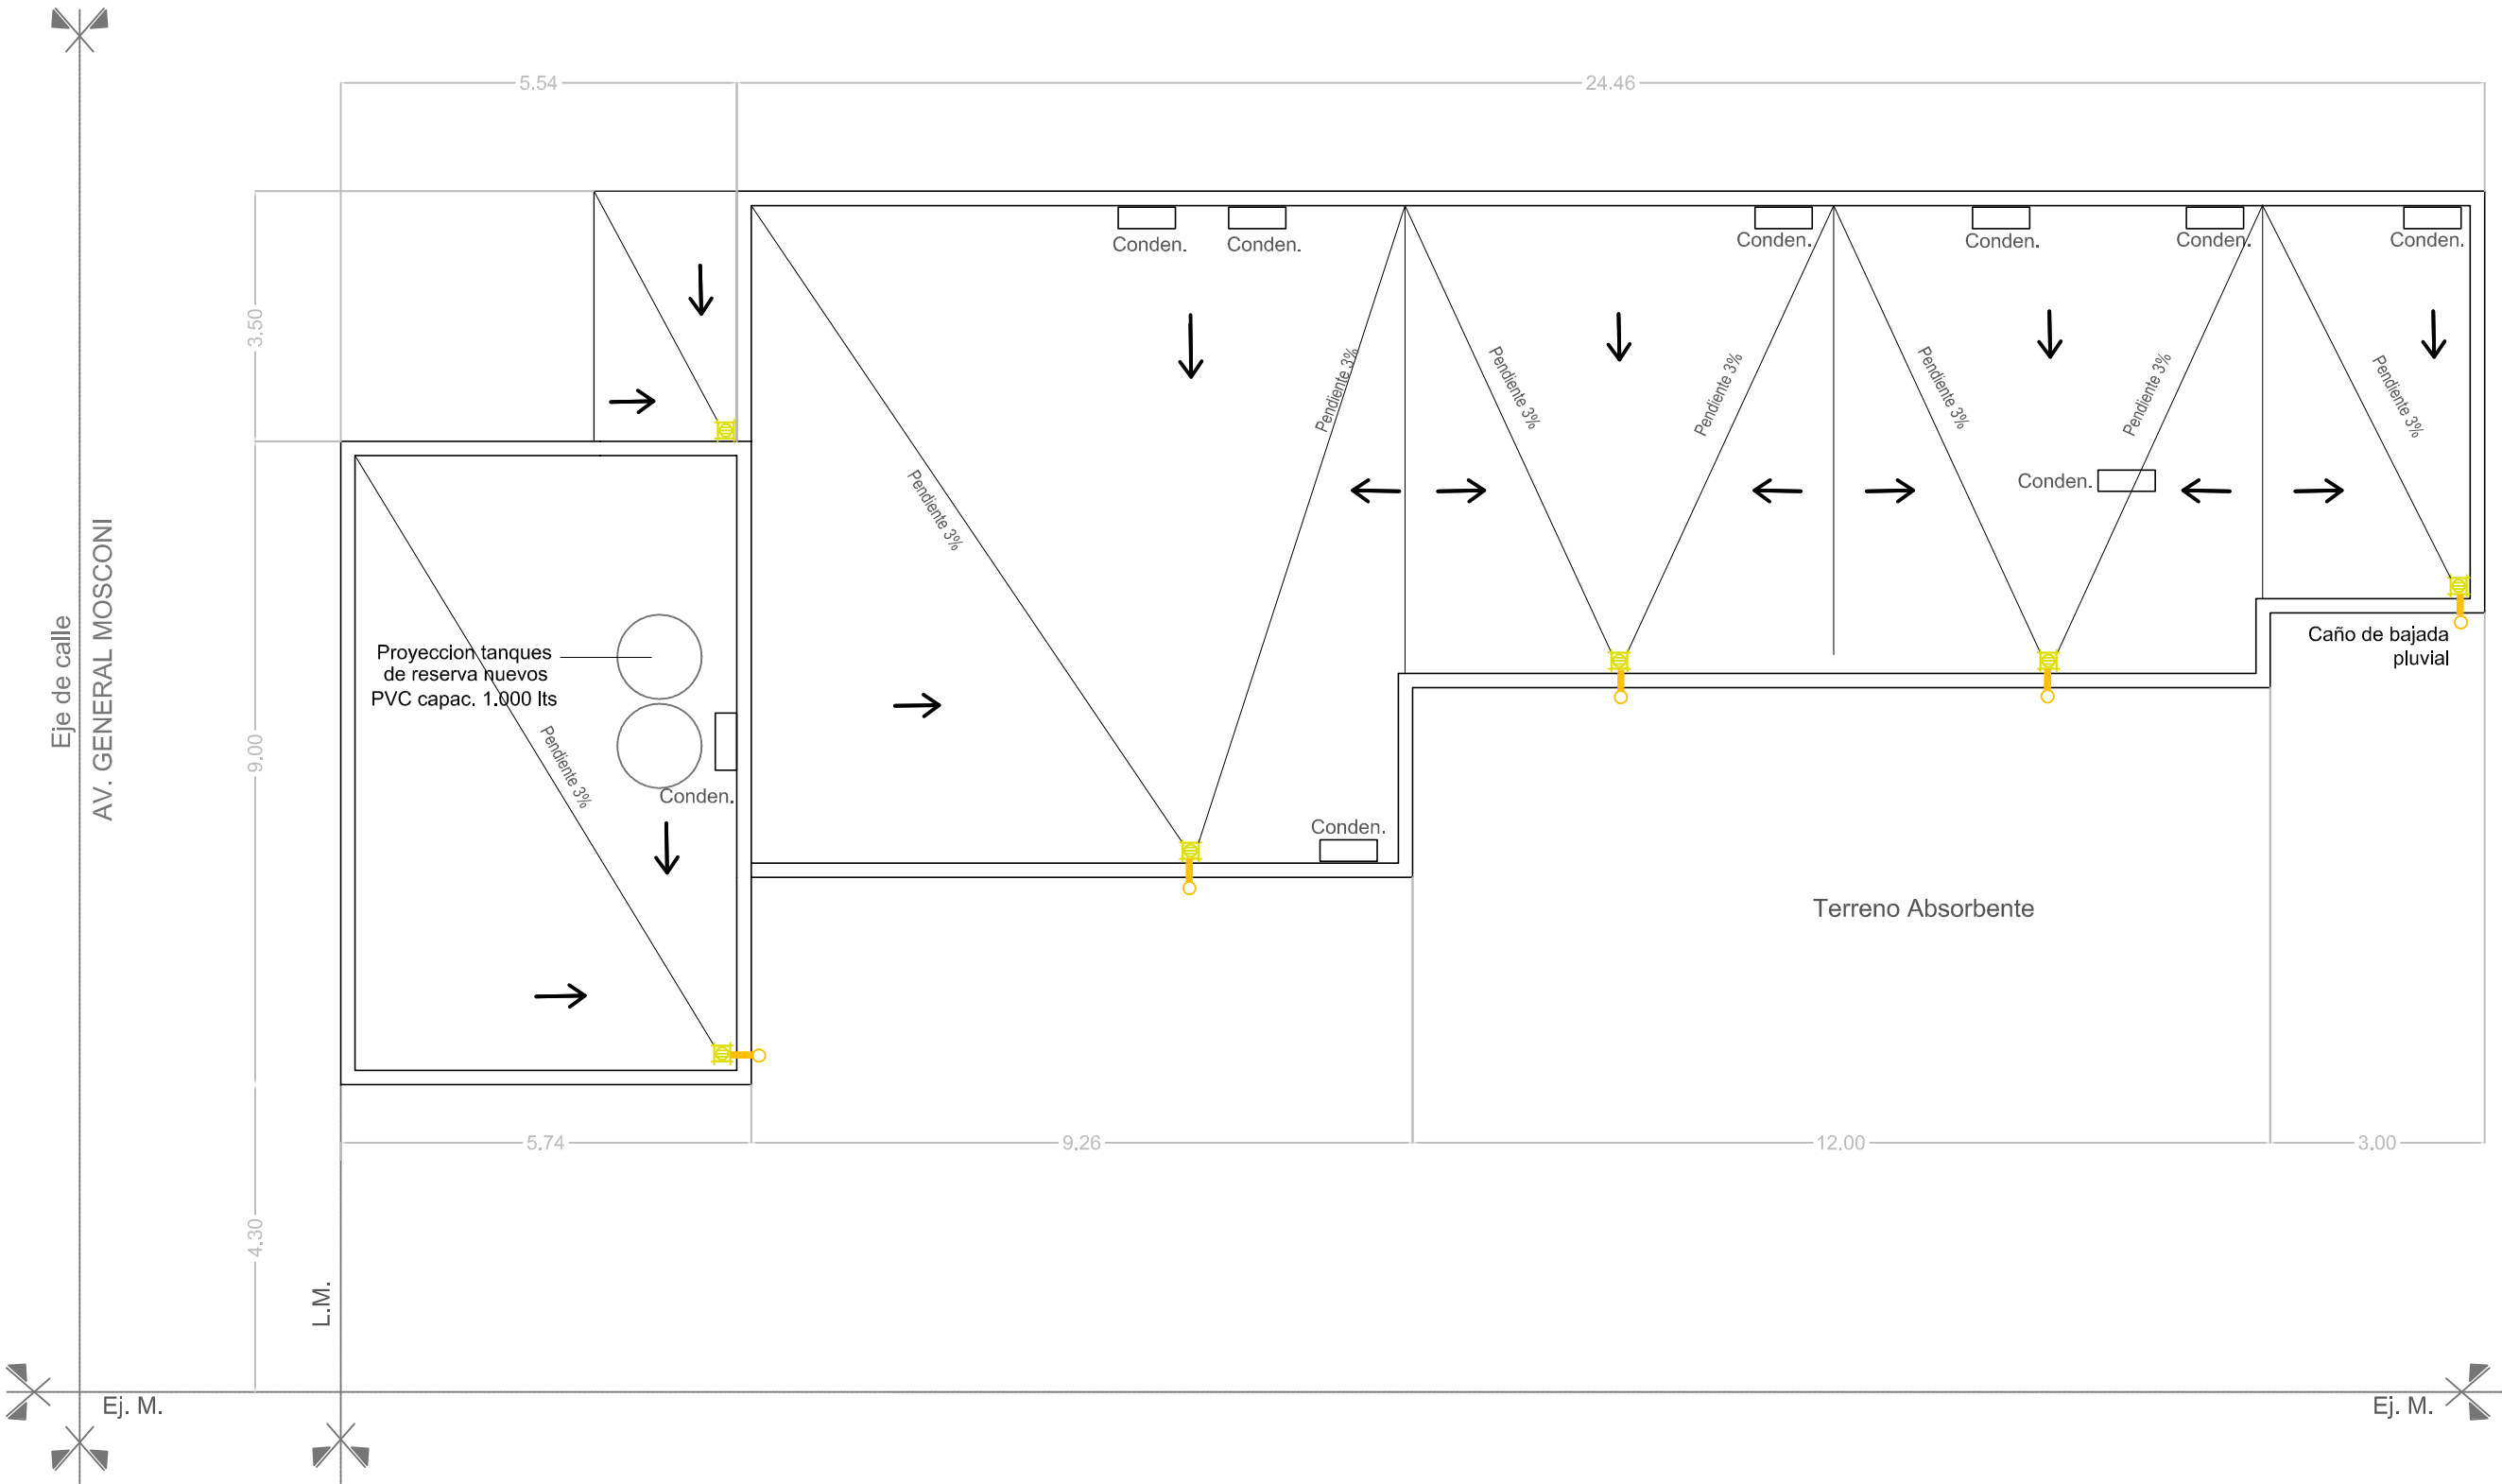 5.54
24.46
Conden.
Conden.
Conden.
Conden.
Conden.
Conden.
3.50
Pendiente 3%
Pendiente 3%
Pendiente 3%
Pendiente 3%
Pendiente 3%
Pendiente 3%
Pendiente 3%
Conden.
Eje de calle
AV. GENERAL MOSCONI
Proyeccion tanques
de reserva nuevos
PVC capac. 1.000 lts
Caño de bajada
pluvial
9.00
Pendiente 3%
Conden.
Conden.
Terreno Absorbente
5.74
9.26
12.00
3.00
4.30
L.M.
Ej. M.
Ej. M.